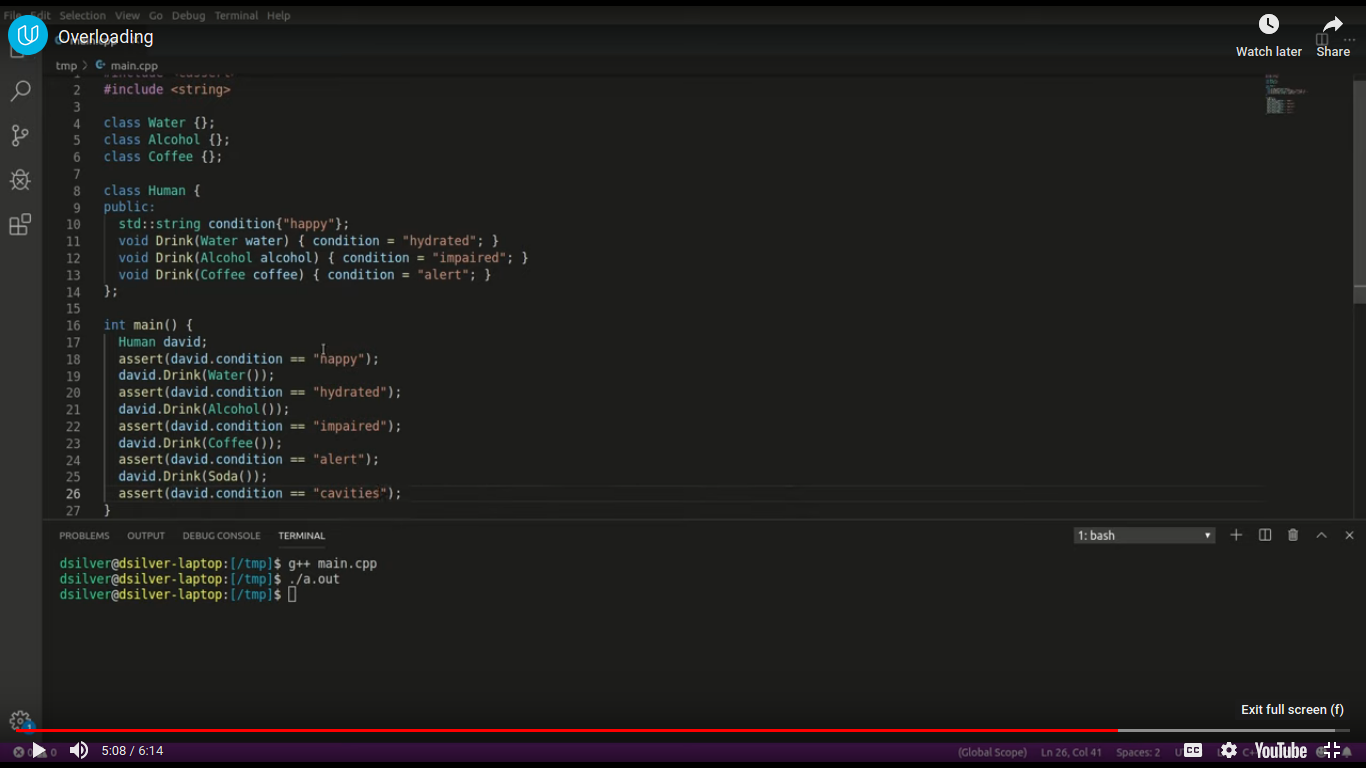 File Edit Selection View Go Debug Terminal Help
Overloading
Watch later
Share
tmp > main.cpp
1 #include <cassert>
2 #include <string>
3
4 class Water {};
5 class Alcohol {};
6 class Coffee {};
7
8 class Human {
9 public:
10 std::string condition{"happy"};
11 void Drink(Water water) { condition = "hydrated"; }
12 void Drink(Alcohol alcohol) { condition = "impaired"; }
13 void Drink(Coffee coffee) { condition = "alert"; }
14 };
15
16 int main() {
17 Human david;
18 assert(david.condition == "happy");
19 david.Drink(Water());
20 assert(david.condition == "hydrated");
21 david.Drink(Alcohol());
22 assert(david.condition == "impaired");
23 david.Drink(Coffee());
24 assert(david.condition == "alert");
25 david.Drink(Soda());
26 assert(david.condition == "cavities");
27 }
PROBLEMS OUTPUT DEBUG CONSOLE TERMINAL 1: bash
dsilver@dsilver-laptop:[/tmp]$ g++ main.cpp
dsilver@dsilver-laptop:[/tmp]$ ./a.out
dsilver@dsilver-laptop:[/tmp]$
Exit full screen (f)
5:08 / 6:14
(Global Scope) Ln 26, Col 41 Spaces: 2
CC
YouTube